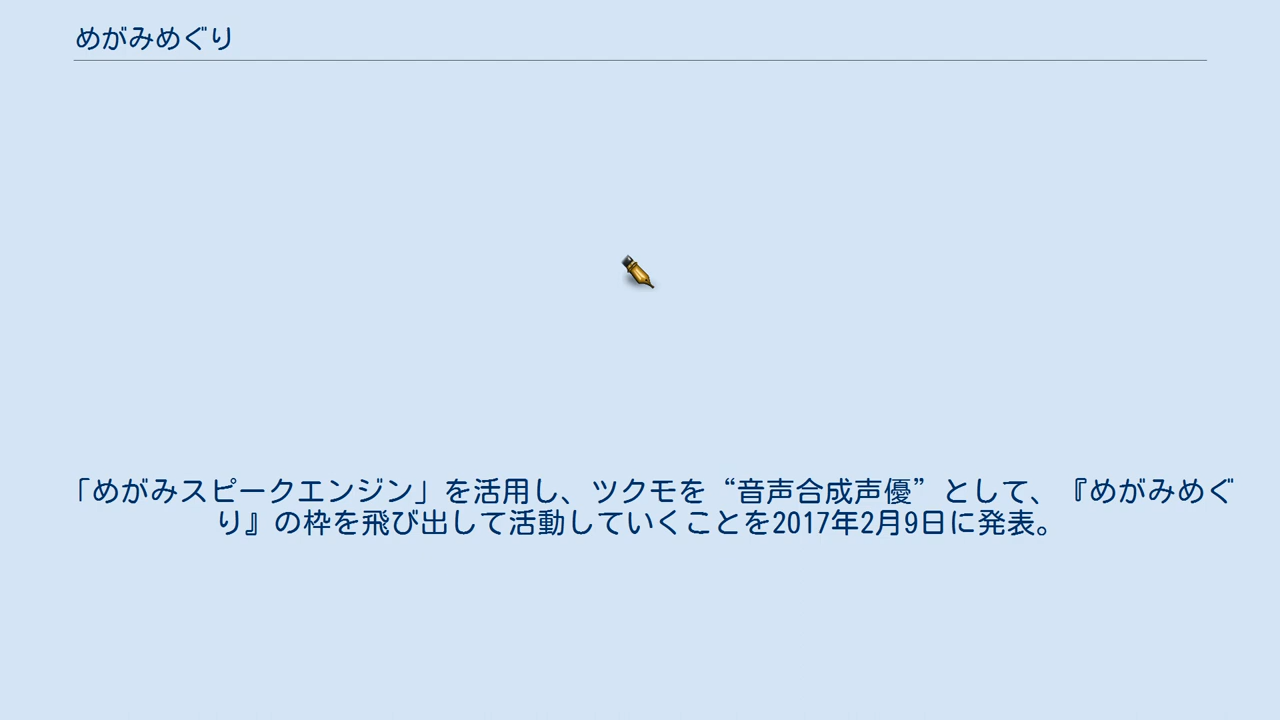 めがみめぐり
「めがみスピークエンジン」を活用し、ツクモを“音声合成声優”として、『めがみめぐ
り』の枠を飛び出して活動していくことを2017年2月9日に発表。